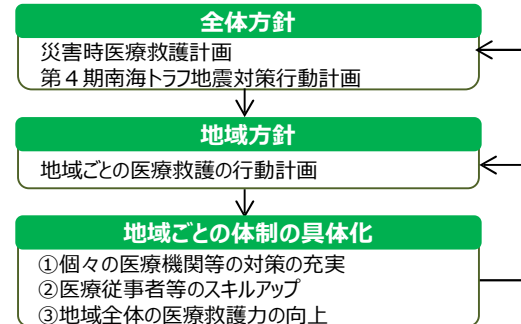 全体方針
災害時医療救護計画
第４期南海トラフ地震対策行動計画
地域方針
地域ごとの医療救護の行動計画
地域ごとの体制の具体化
①個々の医療機関等の対策の充実
②医療従事者等のスキルアップ
③地域全体の医療救護力の向上